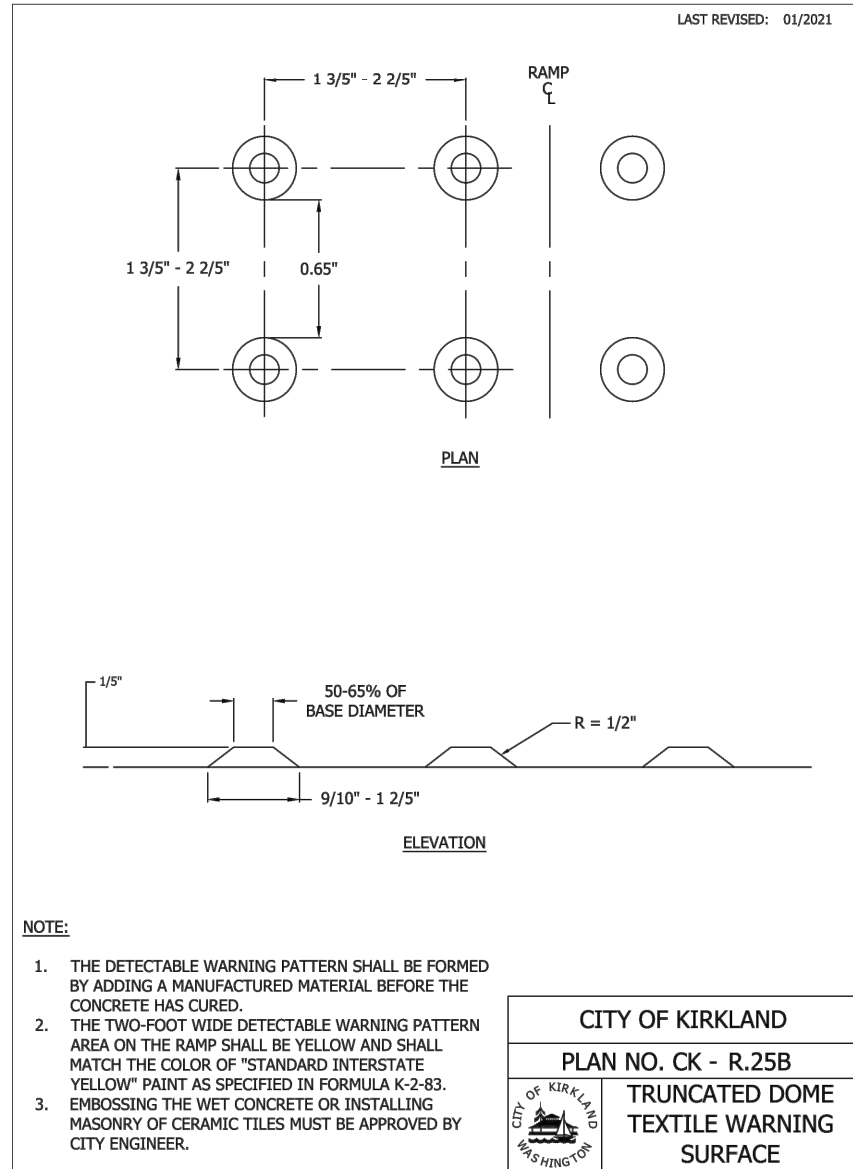 LAST REVISED: 01/2021
1 3/5" - 2 2/5"
RAMP
CL
1 3/5" - 2 2/5"
0.65"
PLAN
1/5"
50-65% OF
BASE DIAMETER
R = 1/2"
9/10" - 1 2/5"
ELEVATION
NOTE:
1. THE DETECTABLE WARNING PATTERN SHALL BE FORMED
BY ADDING A MANUFACTURED MATERIAL BEFORE THE
CONCRETE HAS CURED.
2. THE TWO-FOOT WIDE DETECTABLE WARNING PATTERN
AREA ON THE RAMP SHALL BE YELLOW AND SHALL
MATCH THE COLOR OF "STANDARD INTERSTATE
YELLOW" PAINT AS SPECIFIED IN FORMULA K-2-83.
3. EMBOSSING THE WET CONCRETE OR INSTALLING
MASONRY OF CERAMIC TILES MUST BE APPROVED BY
CITY ENGINEER.
CITY OF KIRKLAND
PLAN NO. CK - R.25B
CITY OF KIRKLAND
WASHINGTON
TRUNCATED DOME
TEXTILE WARNING
SURFACE